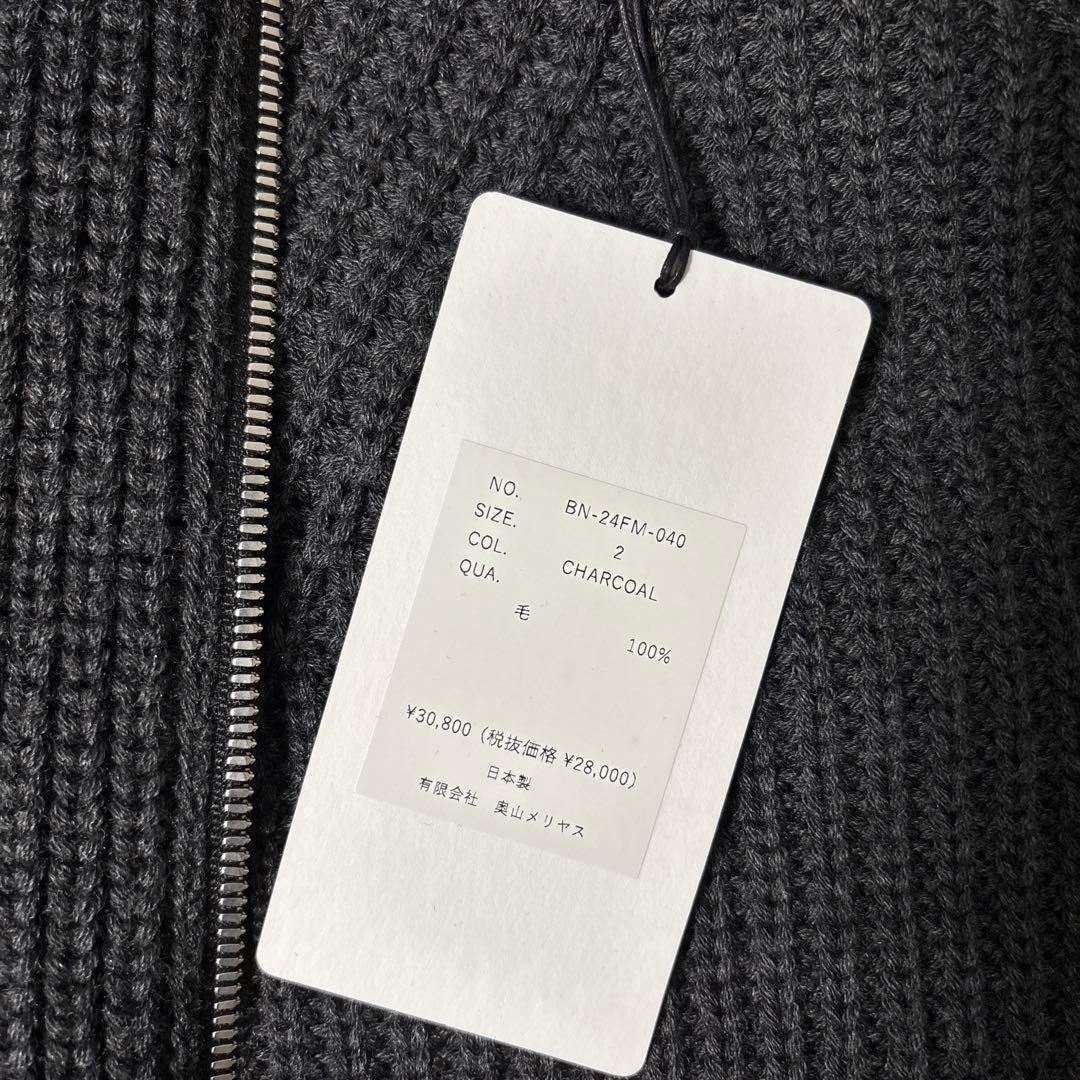 NO. BN-24FM-040
SIZE. 2
COL. CHARCOAL
QUA.
毛 100%
¥30,800 (税抜価格 ¥28,000)
日本製
有限会社 奥山メリヤス